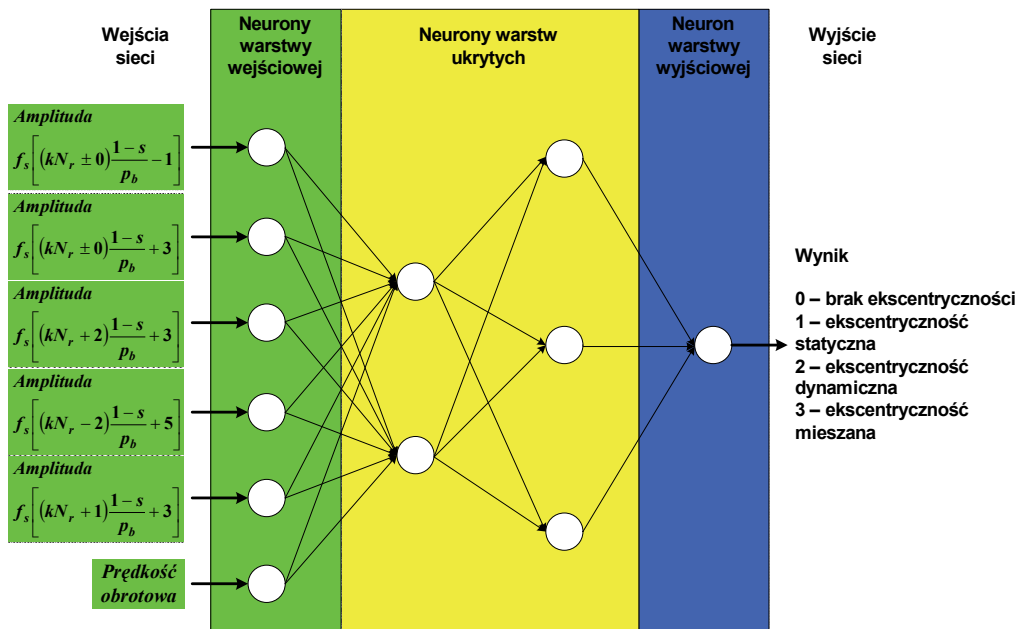 Wejścia
sieci
Neurony
warstwy
wejściowej
Neurony warstw
ukrytych
Neuron
warstwy
wyjściowej
Wyjście
sieci
Amplituda
f_s[(kN_r ± 0) (1 − s)/p_b − 1]
Amplituda
f_s[(kN_r ± 0) (1 − s)/p_b + 3]
Amplituda
f_s[(kN_r + 2) (1 − s)/p_b + 3]
Amplituda
f_s[(kN_r − 2) (1 − s)/p_b + 5]
Amplituda
f_s[(kN_r + 1) (1 − s)/p_b + 3]
Prędkość
obrotowa
Wynik
0 – brak ekscentryczności
1 – ekscentryczność
statyczna
2 – ekscentryczność
dynamiczna
3 – ekscentryczność
mieszana